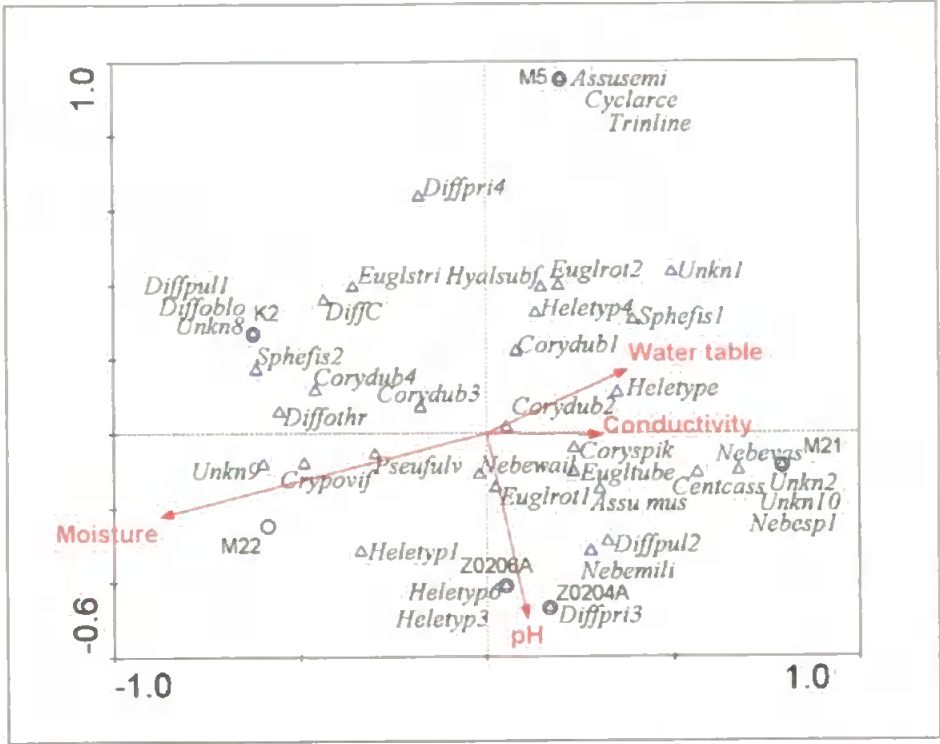 1.0
M5 Assusemi
Cyclarce
Trinline
Diffpri4
Euglstri Hyalsubf Euglrot2 Unkn1
Diffpul1
Diffoblo K2 DiffC Heletyp4 Sphefis1
Unkn8
Corydub1
Sphefis2 Water table
Corydub4 Corydub3 Heletype
Diffothr Corydub2 Conductivity
Coryspik Nebevas M21
Unkn9 Crypovif Pseufulv Nebewail Eugltube Centcass Unkn2
Euglrot1 Assu mus Unkn10
Nebcsp1
Moisture
M22 Heletyp1 Diffpul2
Z0206A Nebemili
Heletyp6 Z0204A
Heletyp3 Diffpri3
-0.6 pH
-1.0 1.0